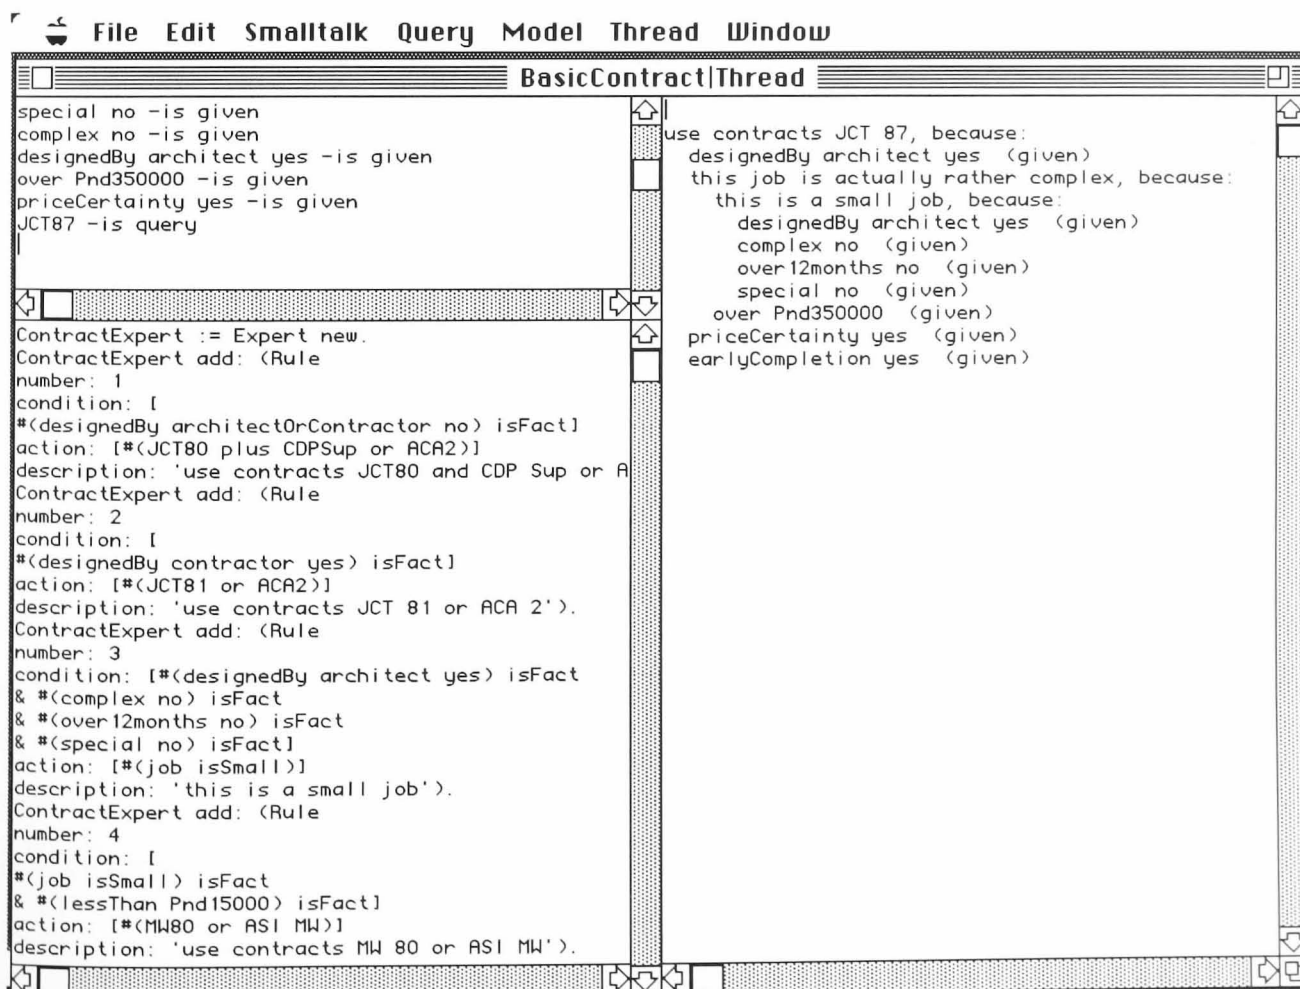 File Edit Smalltalk Query Model Thread Window
BasicContract|Thread
special no -is given
complex no -is given
designedBy architect yes -is given
over Pnd350000 -is given
priceCertainty yes -is given
JCT87 -is query
ContractExpert := Expert new.
ContractExpert add: (Rule
number: 1
condition: [
#(designedBy architectOrContractor no) isFact]
action: [#(JCT80 plus CDPSup or ACA2)]
description: 'use contracts JCT80 and CDP Sup or A
ContractExpert add: (Rule
number: 2
condition: [
#(designedBy contractor yes) isFact]
action: [#(JCT81 or ACA2)]
description: 'use contracts JCT 81 or ACA 2').
ContractExpert add: (Rule
number: 3
condition: [#(designedBy architect yes) isFact
& #(complex no) isFact
& #(over12months no) isFact
& #(special no) isFact]
action: [#(job isSmall)]
description: 'this is a small job').
ContractExpert add: (Rule
number: 4
condition: [
#(job isSmall) isFact
& #(lessThan Pnd15000) isFact]
action: [#(MW80 or ASI MW)]
description: 'use contracts MW 80 or ASI MW').
use contracts JCT 87, because:
designedBy architect yes (given)
this job is actually rather complex, because:
this is a small job, because:
designedBy architect yes (given)
complex no (given)
over12months no (given)
special no (given)
over Pnd350000 (given)
priceCertainty yes (given)
earlyCompletion yes (given)